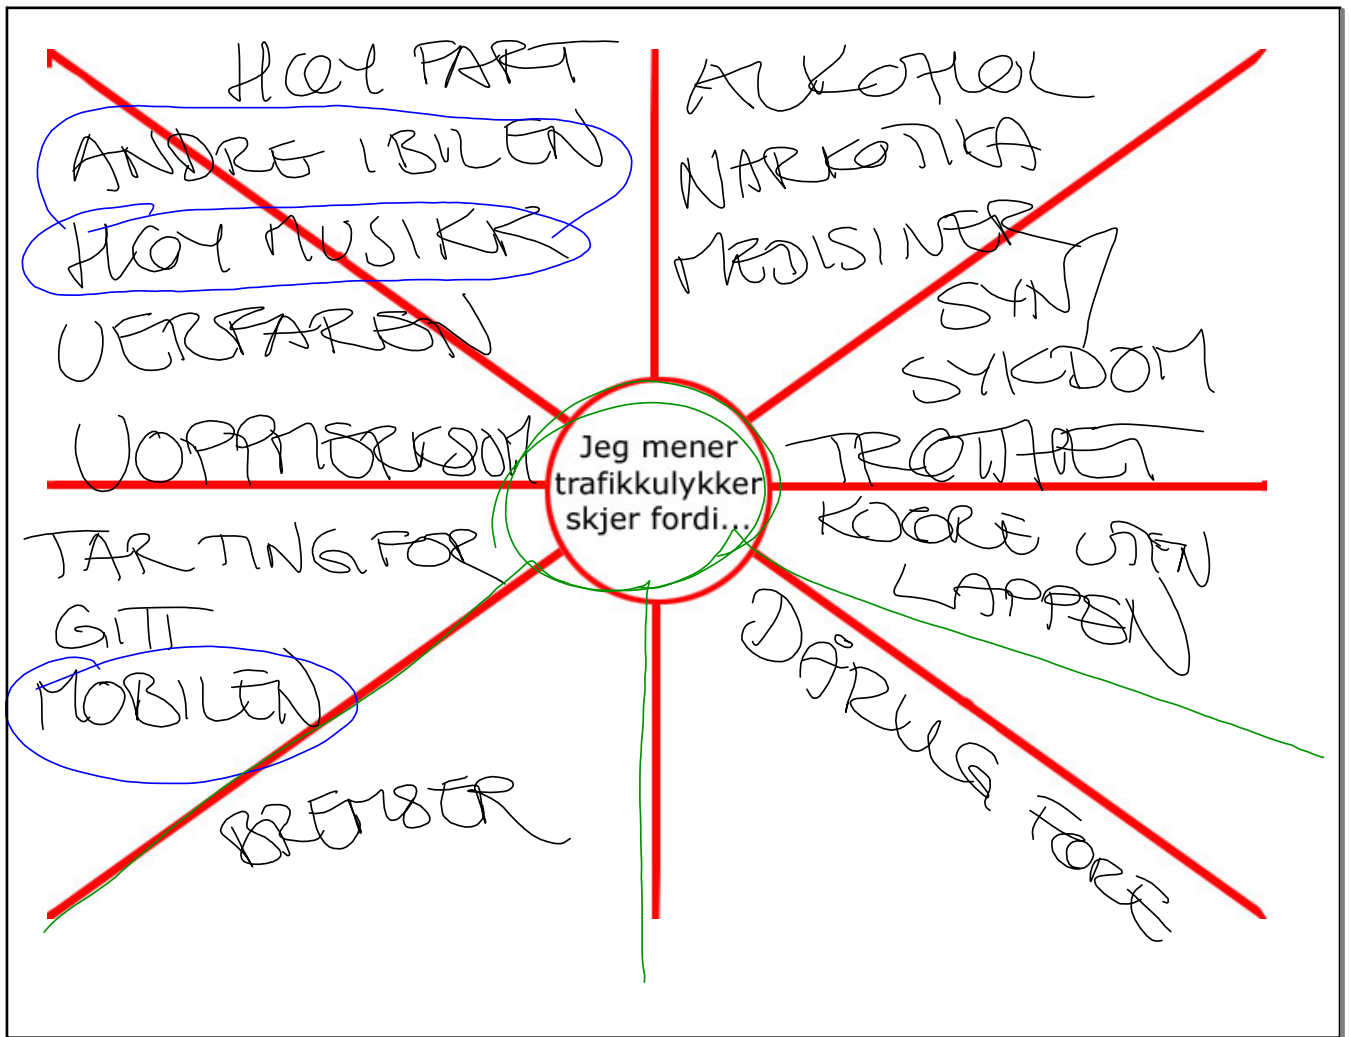 HØY FART
ANDRE I BILEN
HØY MUSIKK
UERFAREN
UOPPMERKSOM
TAR TING FOR
GITT
MOBILEN
BREMSER
Jeg mener
trafikkulykker
skjer fordi...
ALKOHOL
NARKOTIKA
MEDISINER
SYN
SYKDOM
TRØTTHET
KJØRE UTEN
LAPPEN
DÅRLIG FØRE